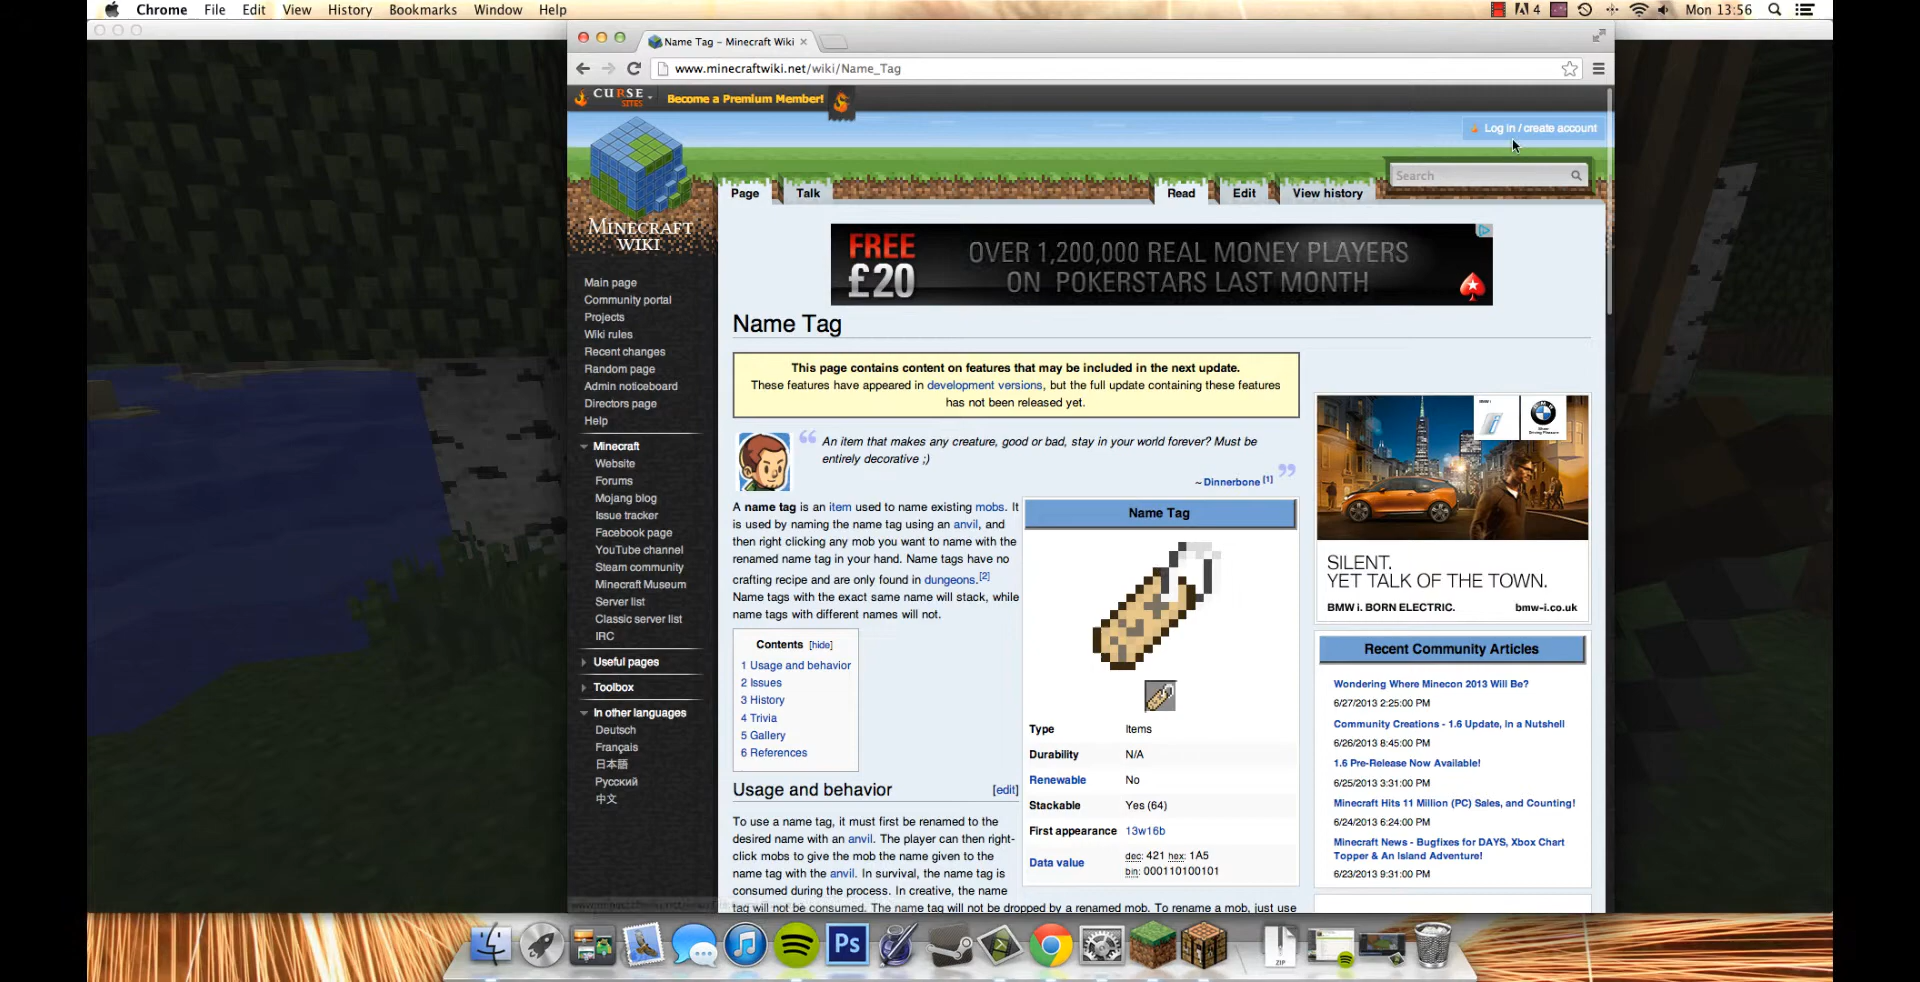 Chrome File Edit View History Bookmarks Window Help
4 Mon 13:56
Name Tag – Minecraft Wiki
www.minecraftwiki.net/wiki/Name_Tag
CURSE SITES Become a Premium Member!
Log in / create account
Search
Page Talk Read Edit View history
MINECRAFT
WIKI
Main page
Community portal
Projects
Wiki rules
Recent changes
Random page
Admin noticeboard
Directors page
Help
Minecraft
Website
Forums
Mojang blog
Issue tracker
Facebook page
YouTube channel
Steam community
Minecraft Museum
Server list
Classic server list
IRC
Useful pages
Toolbox
In other languages
Deutsch
Français
日本語
Русский
中文
FREE
£20
OVER 1,200,000 REAL MONEY PLAYERS
ON POKERSTARS LAST MONTH
Name Tag
This page contains content on features that may be included in the next update.
These features have appeared in development versions, but the full update containing these features
has not been released yet.
“ An item that makes any creature, good or bad, stay in your world forever? Must be
entirely decorative ;) ”
~ Dinnerbone [1]
A name tag is an item used to name existing mobs. It
is used by naming the name tag using an anvil, and
then right clicking any mob you want to name with the
renamed name tag in your hand. Name tags have no
crafting recipe and are only found in dungeons.[2]
Name tags with the exact same name will stack, while
name tags with different names will not.
Contents [hide]
1 Usage and behavior
2 Issues
3 History
4 Trivia
5 Gallery
6 References
Usage and behavior [edit]
To use a name tag, it must first be renamed to the
desired name with an anvil. The player can then right-
click mobs to give the mob the name given to the
name tag with the anvil. In survival, the name tag is
consumed during the process. In creative, the name
tag will not be consumed. The name tag will not be dropped by a renamed mob. To rename a mob, just use
Name Tag
Type Items
Durability N/A
Renewable No
Stackable Yes (64)
First appearance 13w16b
Data value dec: 421 hex: 1A5
bin: 000110100101
SILENT.
YET TALK OF THE TOWN.
BMW i. BORN ELECTRIC. bmw-i.co.uk
Recent Community Articles
Wondering Where Minecon 2013 Will Be?
6/27/2013 2:25:00 PM
Community Creations - 1.6 Update, in a Nutshell
6/26/2013 8:45:00 PM
1.6 Pre-Release Now Available!
6/25/2013 3:31:00 PM
Minecraft Hits 11 Million (PC) Sales, and Counting!
6/24/2013 6:24:00 PM
Minecraft News - Bugfixes for DAYS, Xbox Chart
Topper & An Island Adventure!
6/23/2013 9:31:00 PM
Ps
ZIP